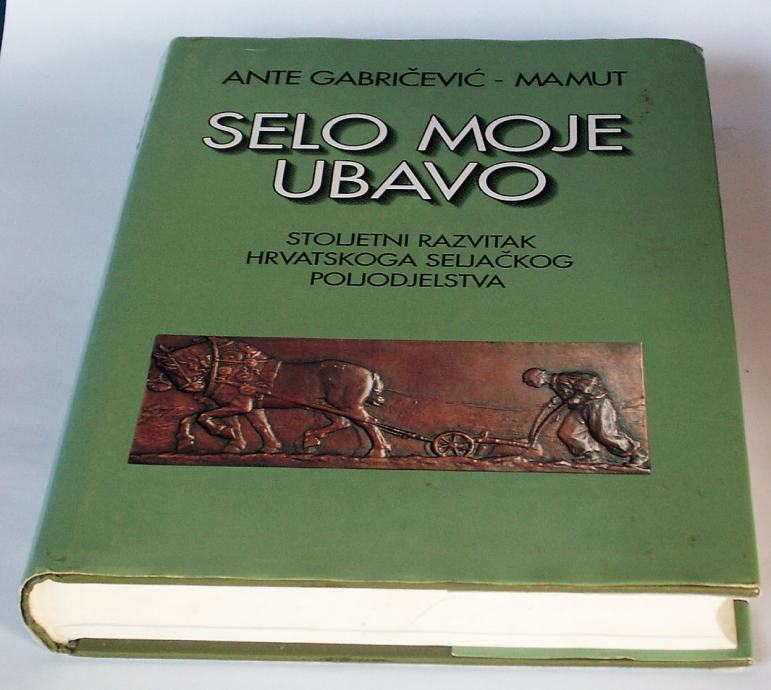 ANTE GABRIČEVIĆ - MAMUT
SELO MOJE
UBAVO
STOLJETNI RAZVITAK
HRVATSKOGA SELJAČKOG
POLJODJELSTVA